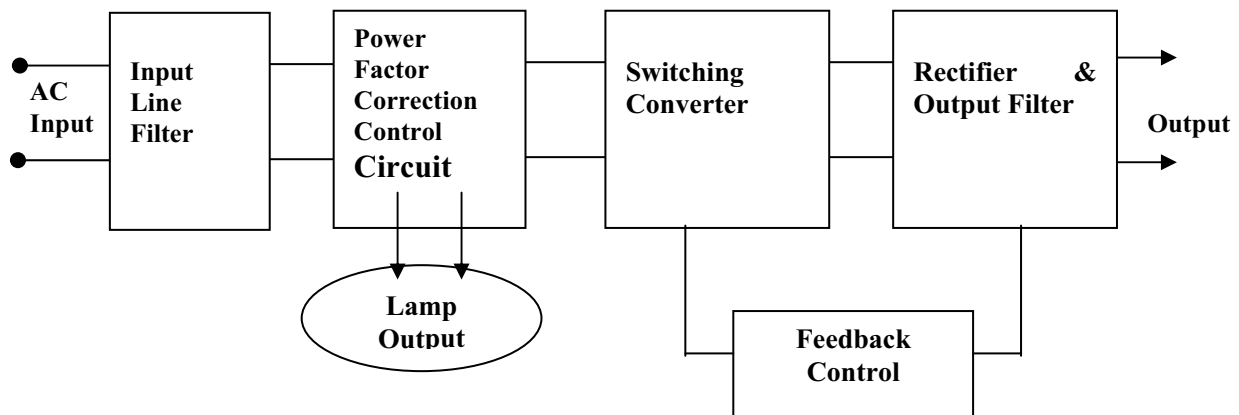 AC
Input
Input
Line
Filter
Power
Factor
Correction
Control
Circuit
Switching
Converter
Rectifier &
Output Filter
Output
Lamp
Output
Feedback
Control